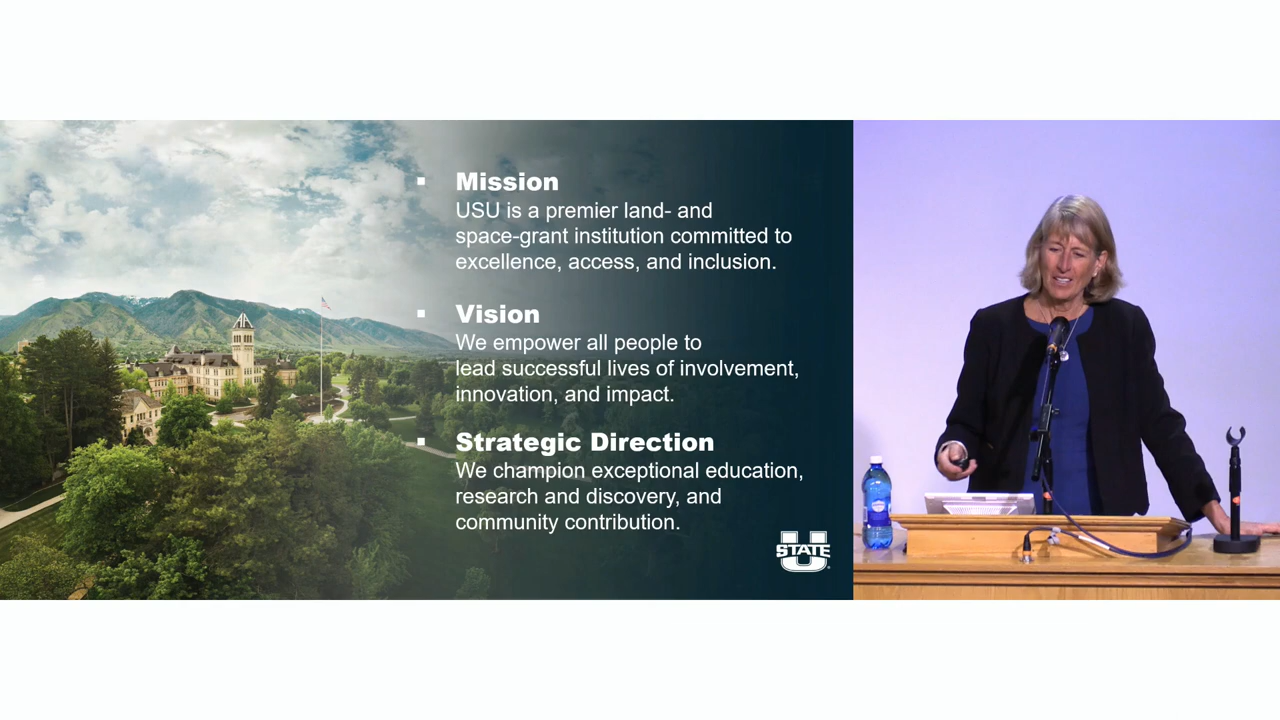 Mission
USU is a premier land- and
space-grant institution committed to
excellence, access, and inclusion.
Vision
We empower all people to
lead successful lives of involvement,
innovation, and impact.
Strategic Direction
We champion exceptional education,
research and discovery, and
community contribution.
U
STATE